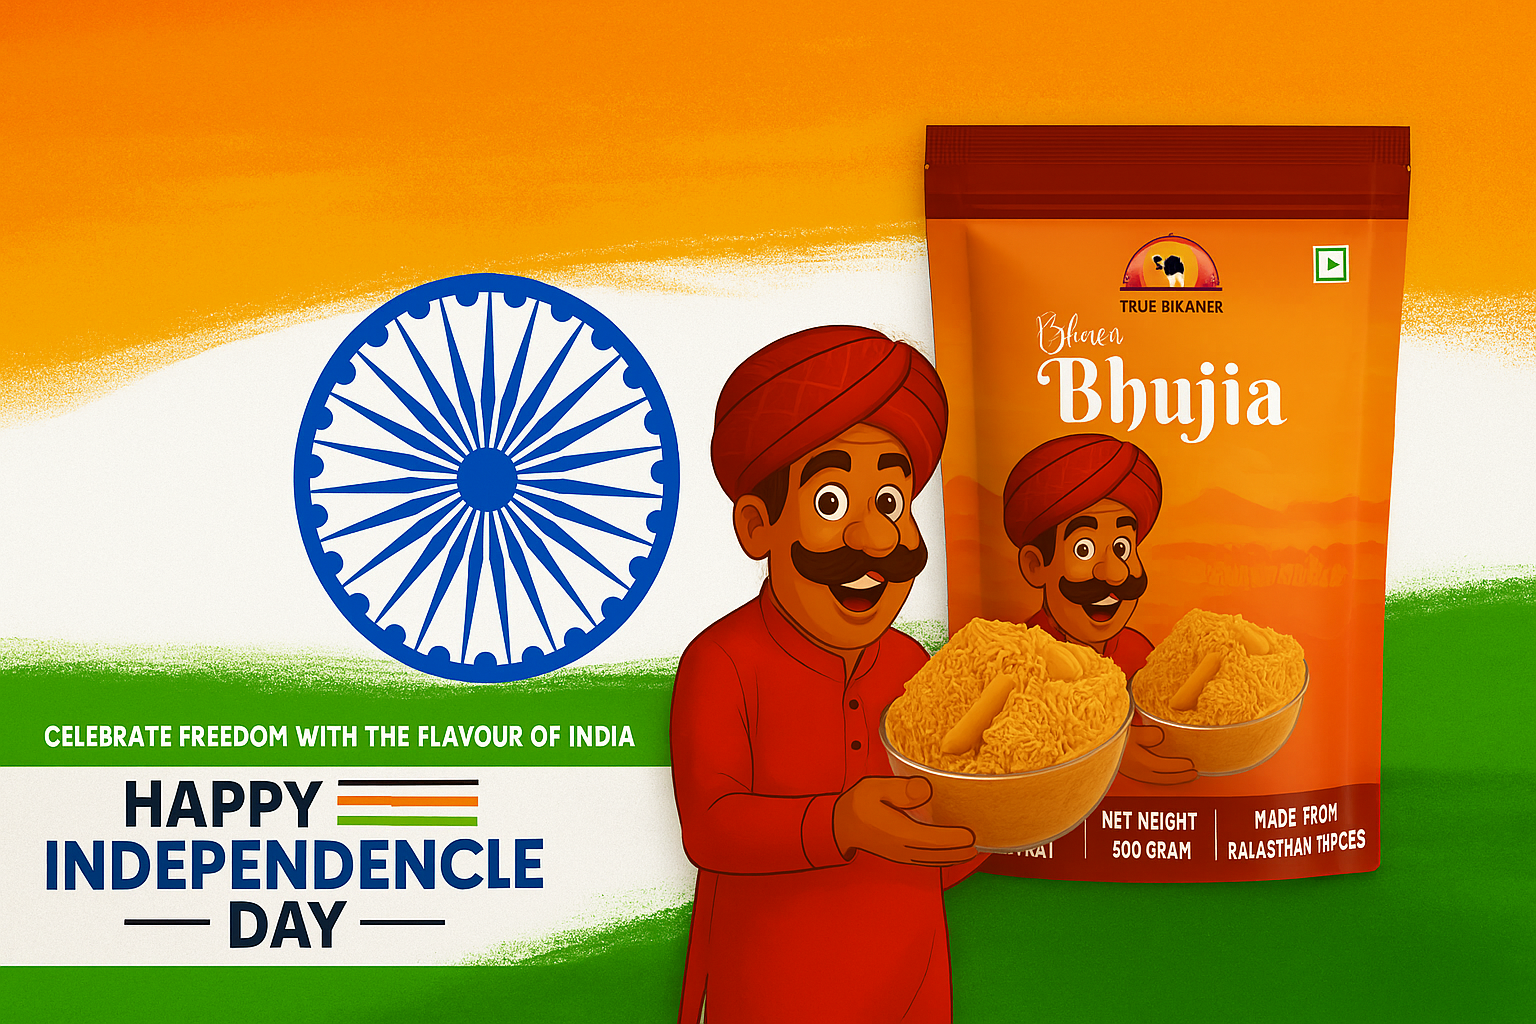 TRUE BIKANER
Bhujia
CELEBRATE FREEDOM WITH THE FLAVOUR OF INDIA
HAPPY
INDEPENDENCLE
DAY
NET NEIGHT
500 GRAM
MADE FROM
RALASTHAN THPCES